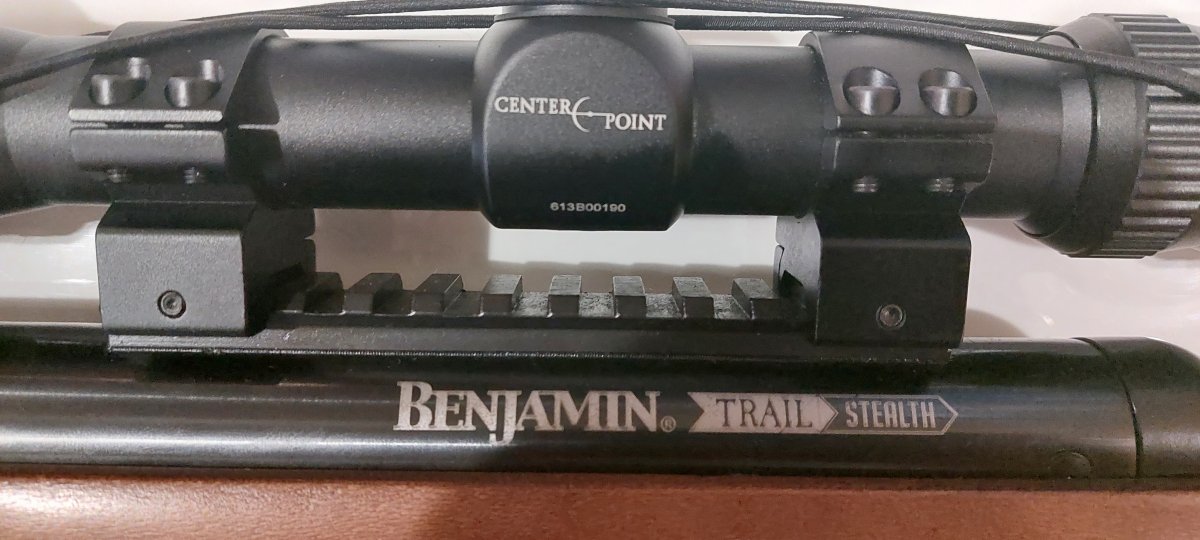 CENTER POINT
613B00190
BENJAMIN® TRAIL STEALTH